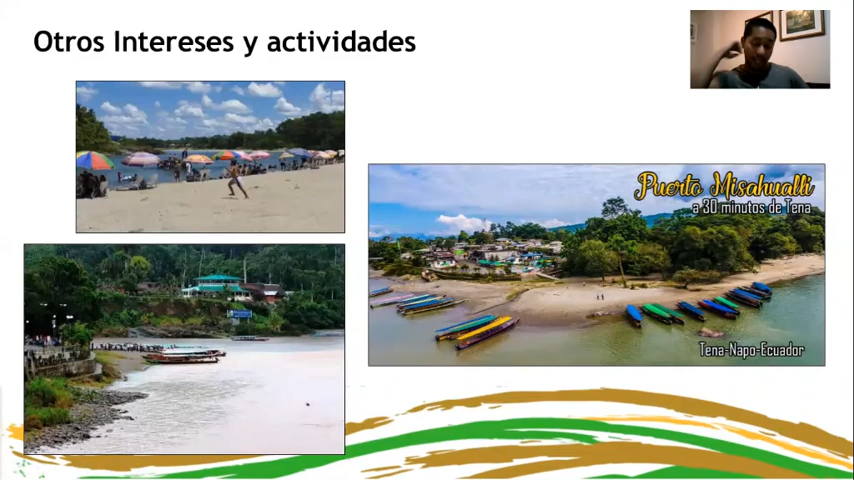 Otros Intereses y actividades
Puerto Misahualli
a 30 minutos de Tena
Tena-Napo-Ecuador